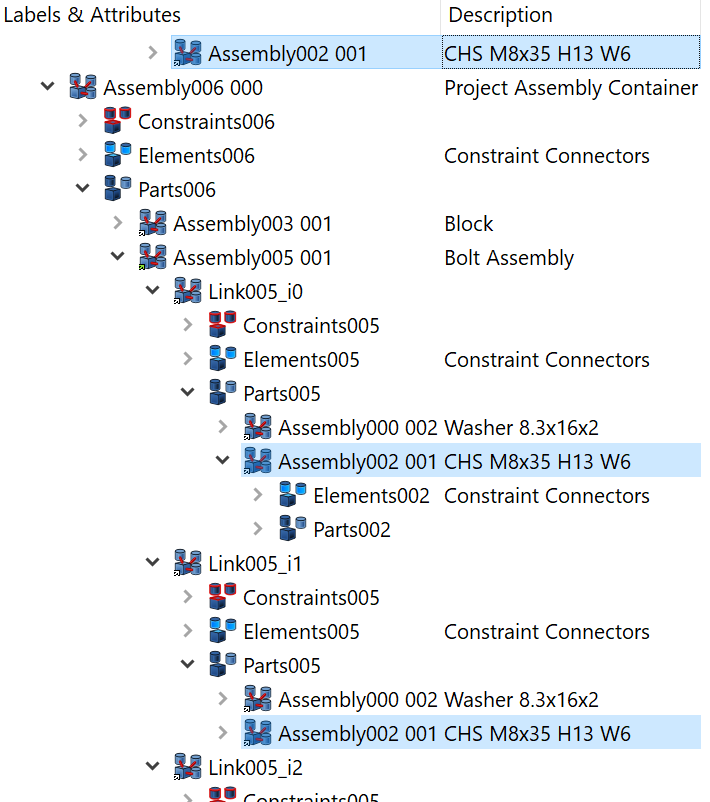 Labels & Attributes Description
Assembly002 001 CHS M8x35 H13 W6
Assembly006 000 Project Assembly Container
Constraints006
Elements006 Constraint Connectors
Parts006
Assembly003 001 Block
Assembly005 001 Bolt Assembly
Link005_i0
Constraints005
Elements005 Constraint Connectors
Parts005
Assembly000 002 Washer 8.3x16x2
Assembly002 001 CHS M8x35 H13 W6
Elements002 Constraint Connectors
Parts002
Link005_i1
Constraints005
Elements005 Constraint Connectors
Parts005
Assembly000 002 Washer 8.3x16x2
Assembly002 001 CHS M8x35 H13 W6
Link005_i2
Constraints005